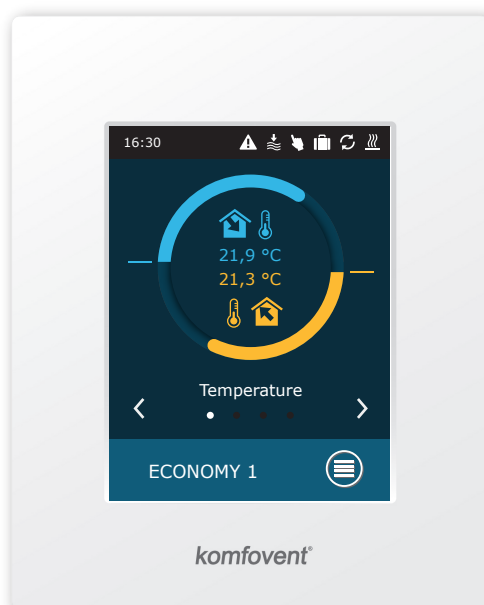 16:30
21,9 °C
21,3 °C
Temperature
ECONOMY 1
komfovent®